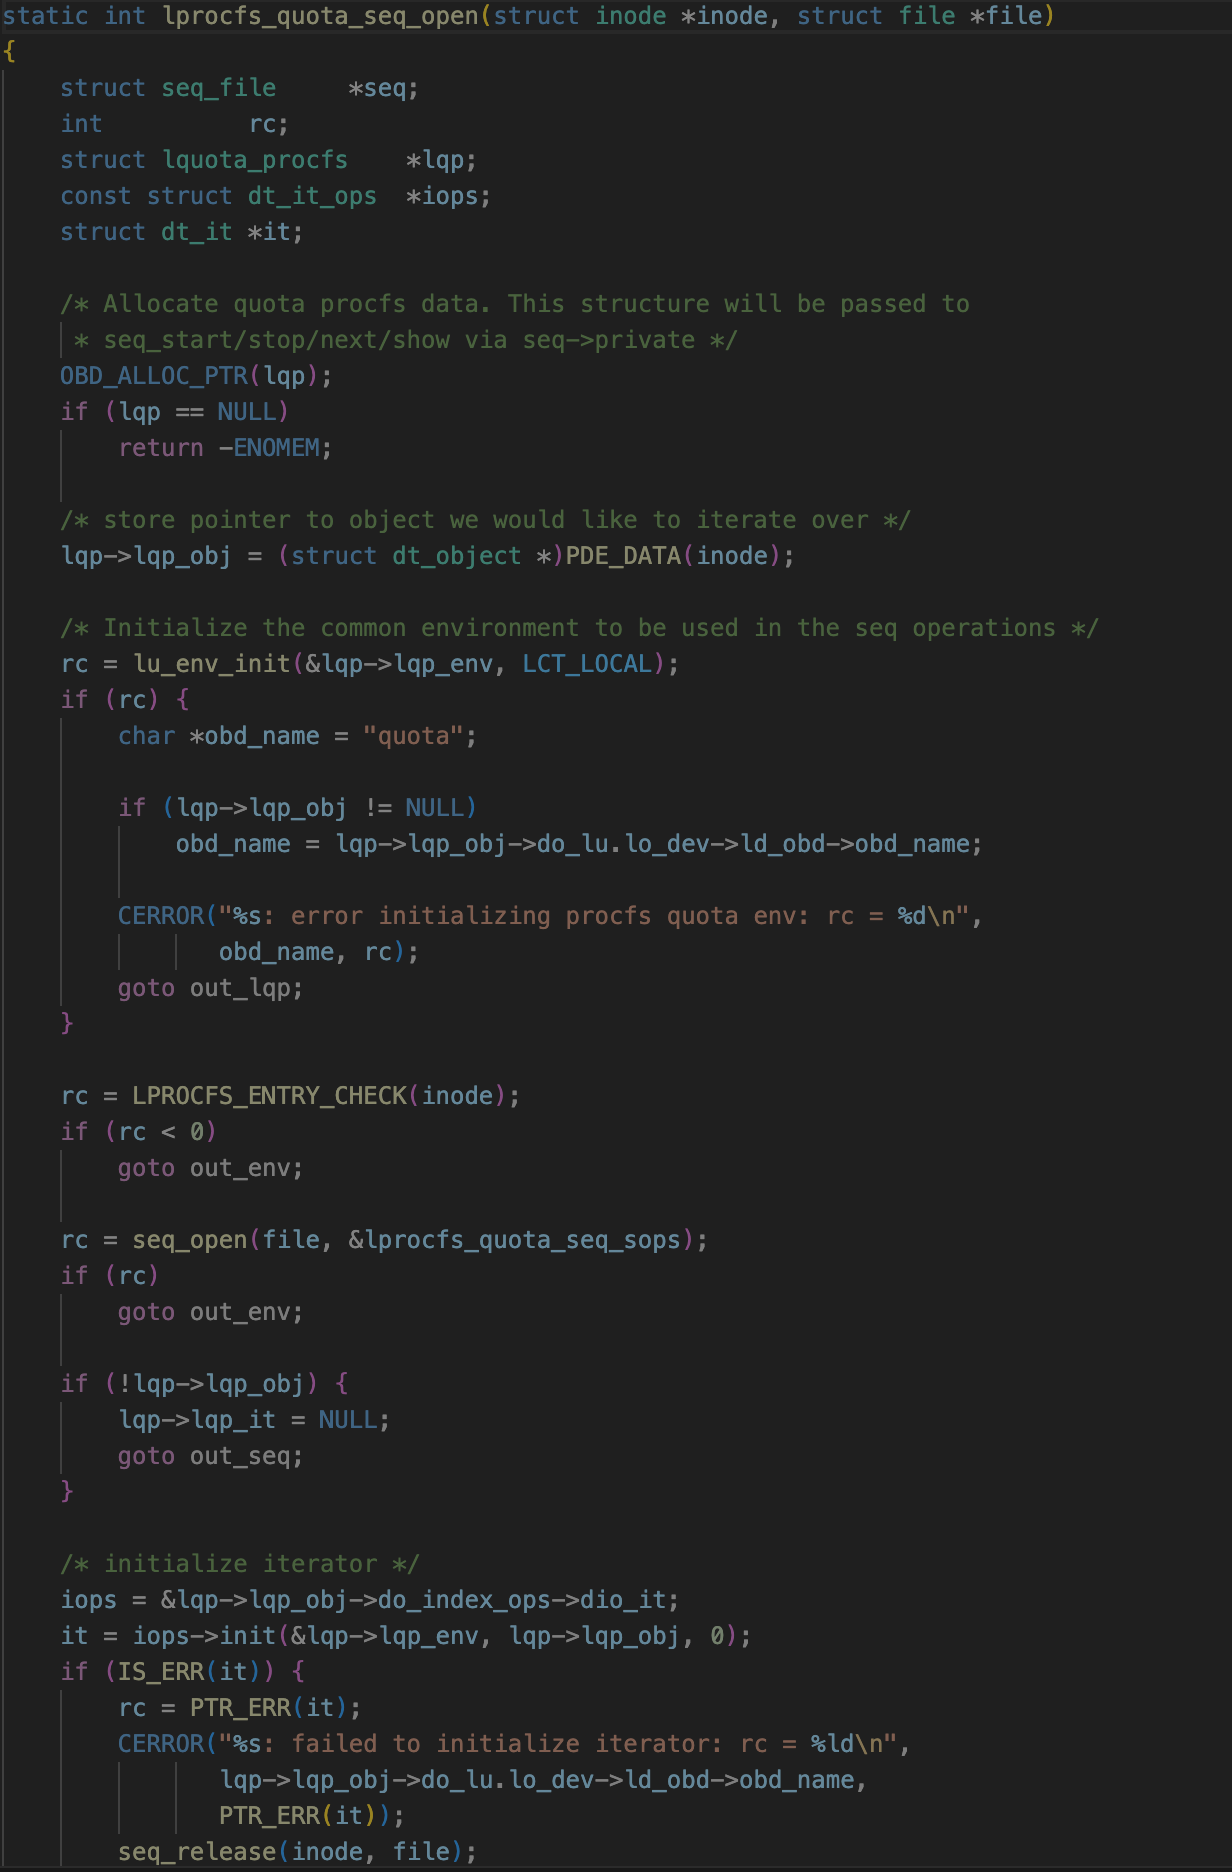 static int lprocfs_quota_seq_open(struct inode *inode, struct file *file)
{
    struct seq_file     *seq;
    int          rc;
    struct lquota_procfs    *lqp;
    const struct dt_it_ops  *iops;
    struct dt_it *it;

    /* Allocate quota procfs data. This structure will be passed to
     * seq_start/stop/next/show via seq->private */
    OBD_ALLOC_PTR(lqp);
    if (lqp == NULL)
        return -ENOMEM;

    /* store pointer to object we would like to iterate over */
    lqp->lqp_obj = (struct dt_object *)PDE_DATA(inode);

    /* Initialize the common environment to be used in the seq operations */
    rc = lu_env_init(&lqp->lqp_env, LCT_LOCAL);
    if (rc) {
        char *obd_name = "quota";

        if (lqp->lqp_obj != NULL)
            obd_name = lqp->lqp_obj->do_lu.lo_dev->ld_obd->obd_name;

        CERROR("%s: error initializing procfs quota env: rc = %d\n",
               obd_name, rc);
        goto out_lqp;
    }

    rc = LPROCFS_ENTRY_CHECK(inode);
    if (rc < 0)
        goto out_env;

    rc = seq_open(file, &lprocfs_quota_seq_sops);
    if (rc)
        goto out_env;

    if (!lqp->lqp_obj) {
        lqp->lqp_it = NULL;
        goto out_seq;
    }

    /* initialize iterator */
    iops = &lqp->lqp_obj->do_index_ops->dio_it;
    it = iops->init(&lqp->lqp_env, lqp->lqp_obj, 0);
    if (IS_ERR(it)) {
        rc = PTR_ERR(it);
        CERROR("%s: failed to initialize iterator: rc = %ld\n",
               lqp->lqp_obj->do_lu.lo_dev->ld_obd->obd_name,
               PTR_ERR(it));
        seq_release(inode, file);